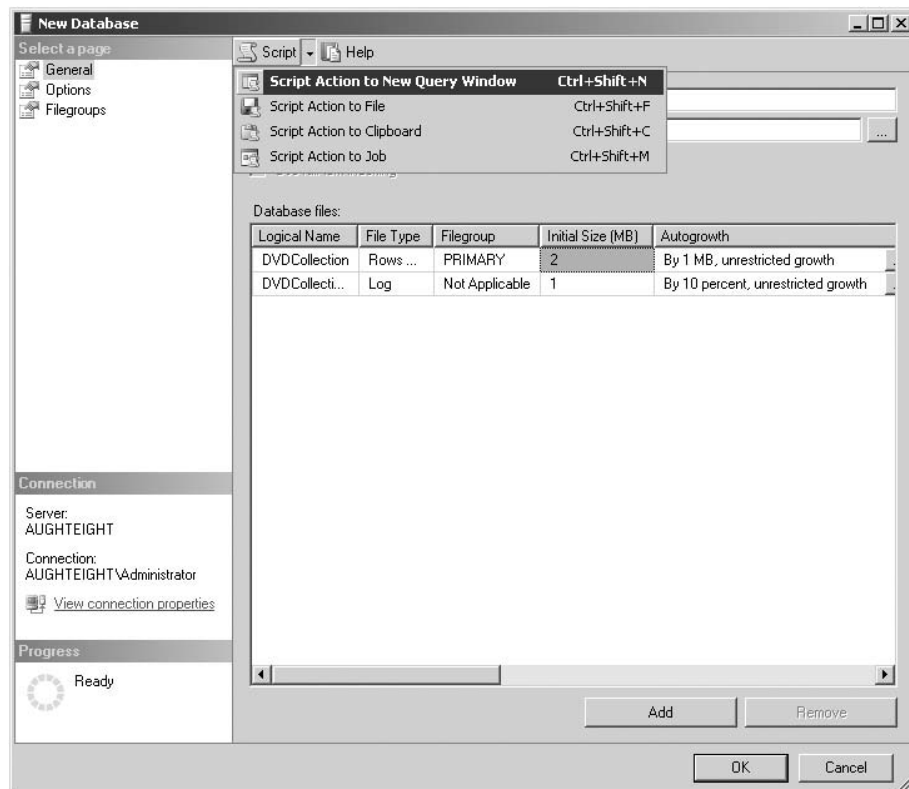 New Database
Select a page
General
Options
Filegroups
Script Help
Script Action to New Query Window Ctrl+Shift+N
Script Action to File Ctrl+Shift+F
Script Action to Clipboard Ctrl+Shift+C
Script Action to Job Ctrl+Shift+M
...
Database files:
Logical Name File Type Filegroup Initial Size (MB) Autogrowth
DVDCollection Rows ... PRIMARY 2 By 1 MB, unrestricted growth
DVDCollecti... Log Not Applicable 1 By 10 percent, unrestricted growth
Connection
Server:
AUGHTEIGHT
Connection:
AUGHTEIGHT\Administrator
View connection properties
Progress
Ready
Add Remove
OK Cancel